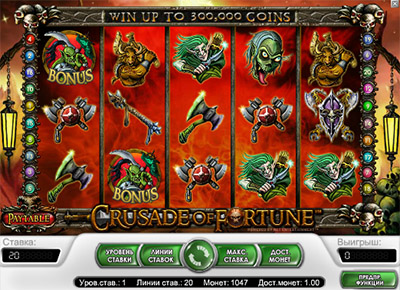 WIN UP TO 300,000 COINS
BONUS
BONUS
PAYTABLE
CRUSADE OF FORTUNE
Ставка:
20
УРОВЕНЬ СТАВКИ
ЛИНИИ СТАВОК
МАКС СТАВКА
ДОСТ. МОНЕТ
Выигрыш:
0
ПРЕДПР. ФУНКЦИИ
Уров.став.: 1 Линии став.: 20 Монет: 1047 Дост.монет: 1.00